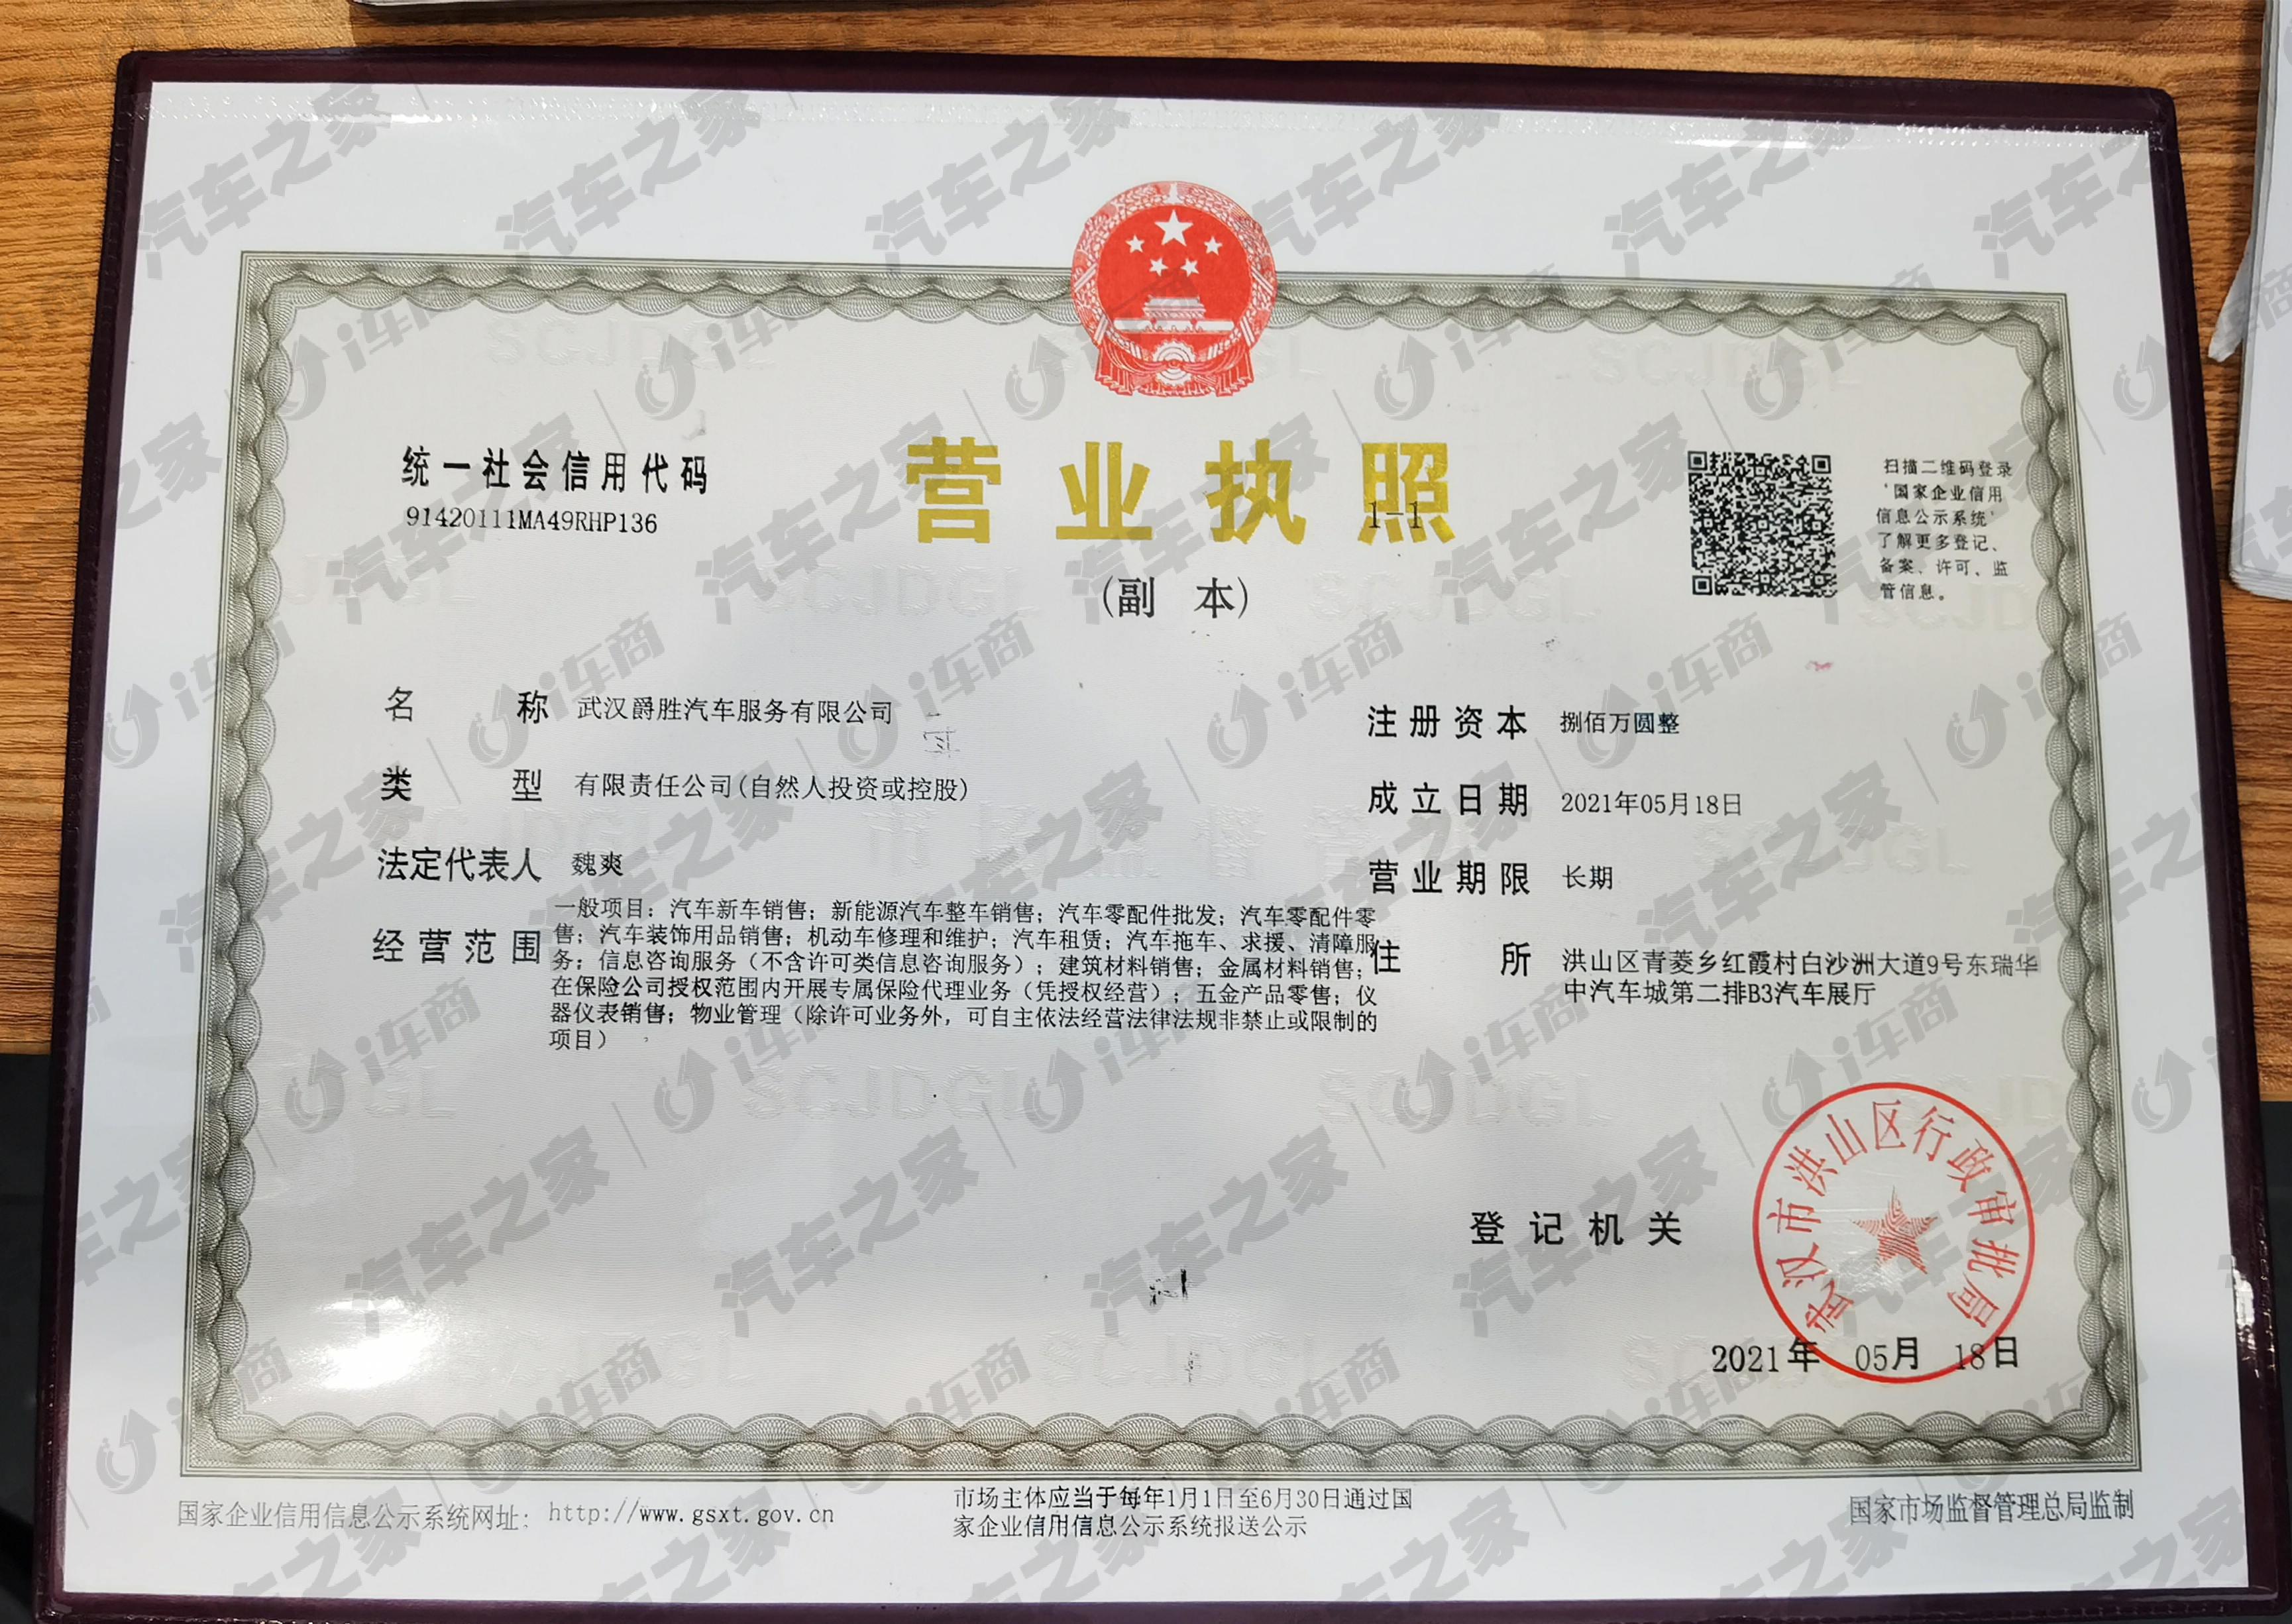 统一社会信用代码
91420111MA49RHP136
营业执照
1-1
(副 本)
扫描二维码登录
‘国家企业信用
信息公示系统’
了解更多登记、
备案、许可、监
管信息。
名 称 武汉爵胜汽车服务有限公司
类 型 有限责任公司(自然人投资或控股)
法定代表人 魏爽
经营范围
一般项目：汽车新车销售；新能源汽车整车销售；汽车零配件批发；汽车零配件零
售；汽车装饰用品销售；机动车修理和维护；汽车租赁；汽车拖车、求援、清障服
务；信息咨询服务（不含许可类信息咨询服务）；建筑材料销售；金属材料销售；
在保险公司授权范围内开展专属保险代理业务（凭授权经营）；五金产品零售；仪
器仪表销售；物业管理（除许可业务外，可自主依法经营法律法规非禁止或限制的
项目）
注册资本 捌佰万圆整
成立日期 2021年05月18日
营业期限 长期
住 所 洪山区青菱乡红霞村白沙洲大道9号东瑞华
中汽车城第二排B3汽车展厅
登记机关
武汉市洪山区行政审批局
2021年 05月 18日
国家企业信用信息公示系统网址： http://www.gsxt.gov.cn
市场主体应当于每年1月1日至6月30日通过国
家企业信用信息公示系统报送公示
国家市场监督管理总局监制
汽车之家
i车商
SCJDGL